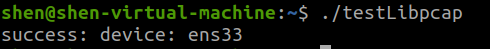 shen@shen-virtual-machine:~$ ./testLibpcap
success: device: ens33